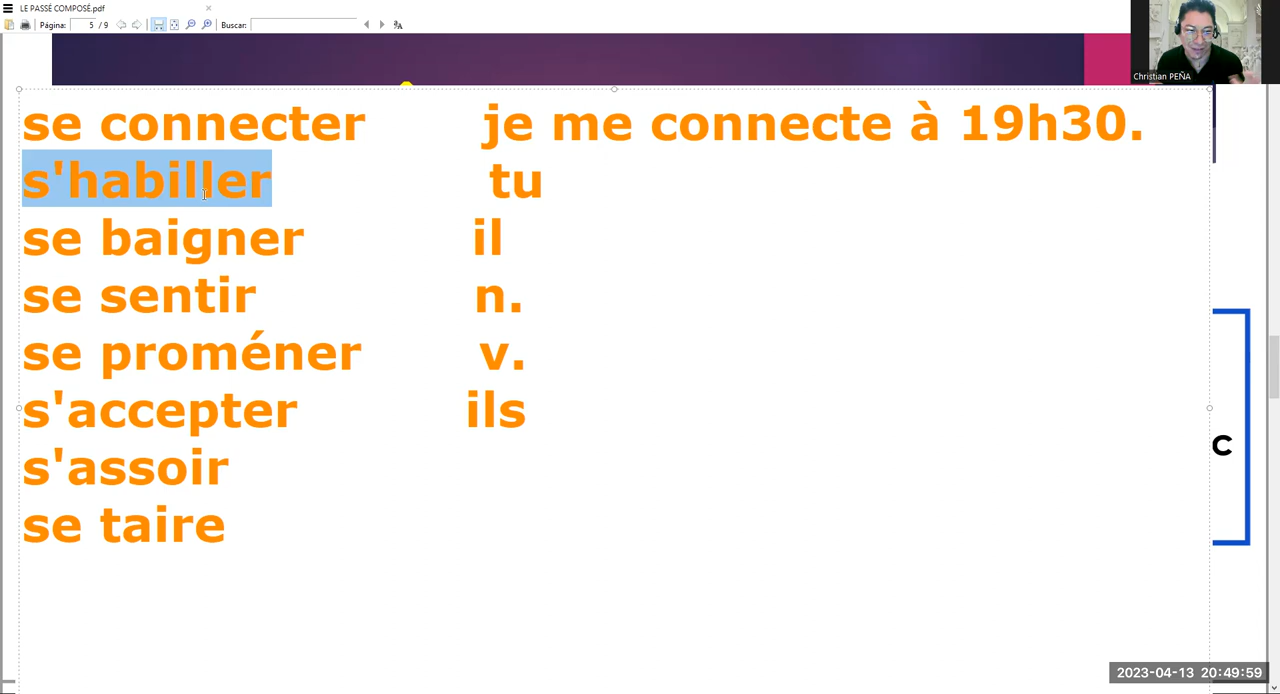 LE PASSÉ COMPOSÉ.pdf
Página: 5 / 9 Buscar:
Christian PEÑA
se connecter je me connecte à 19h30.
s'habiller tu
se baigner il
se sentir n.
se proméner v.
s'accepter ils
c
s'assoir
se taire
2023-04-13 20:49:59